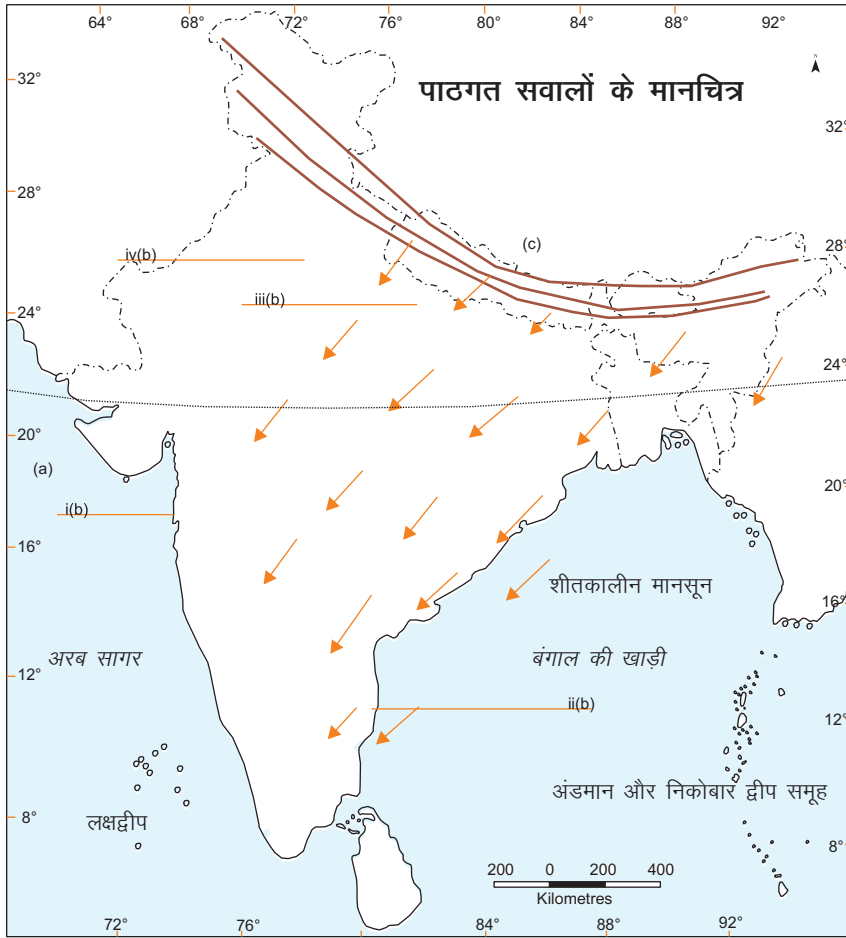 64° 68° 72° 76° 80° 84° 88° 92°
N
32°
पाठगत सवालों के मानचित्र
32°
28°
(c)
28°
iv(b)
iii(b)
24°
24°
20°
(a)
20°
i(b)
16°
शीतकालीन मानसून
16°
अरब सागर
बंगाल की खाड़ी
12°
ii(b)
12°
अंडमान और निकोबार द्वीप समूह
8°
लक्षद्वीप
8°
200 0 200 400
Kilometres
72° 76° 84° 88° 92°